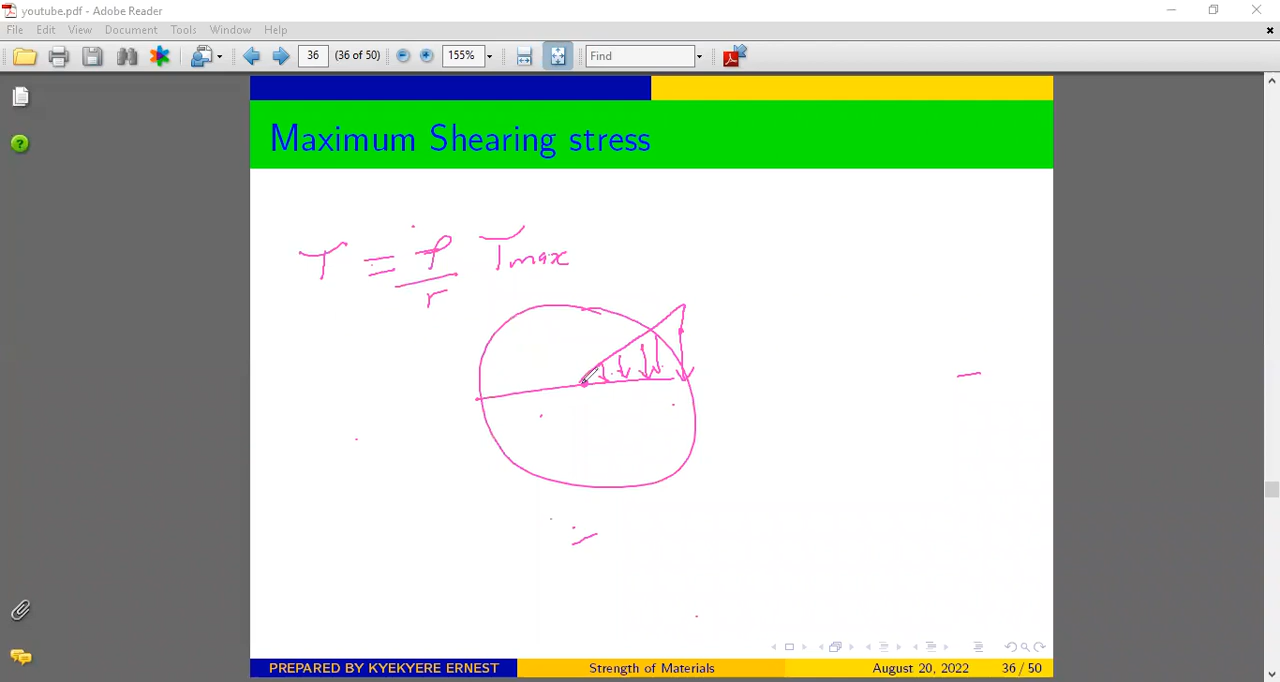 youtube.pdf - Adobe Reader
File Edit View Document Tools Window Help
36 (36 of 50) 155% Find
Maximum Shearing stress
τ = ρ/r τmax
PREPARED BY KYEKYERE ERNEST Strength of Materials August 20, 2022 36 / 50